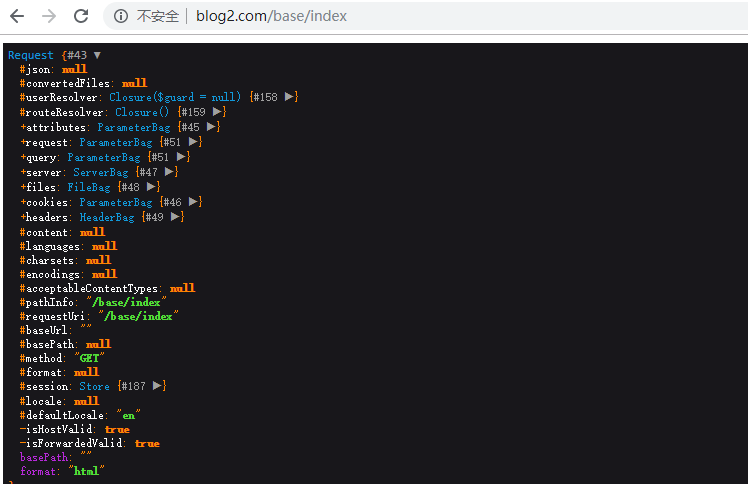 不安全 | blog2.com/base/index
Request {#43 ▼
#json: null
#convertedFiles: null
#userResolver: Closure($guard = null) {#158 ▶}
#routeResolver: Closure() {#159 ▶}
+attributes: ParameterBag {#45 ▶}
+request: ParameterBag {#51 ▶}
+query: ParameterBag {#51 ▶}
+server: ServerBag {#47 ▶}
+files: FileBag {#48 ▶}
+cookies: ParameterBag {#46 ▶}
+headers: HeaderBag {#49 ▶}
#content: null
#languages: null
#charsets: null
#encodings: null
#acceptableContentTypes: null
#pathInfo: "/base/index"
#requestUri: "/base/index"
#baseUrl: ""
#basePath: null
#method: "GET"
#format: null
#session: Store {#187 ▶}
#locale: null
#defaultLocale: "en"
-isHostValid: true
-isForwardedValid: true
basePath: ""
format: "html"